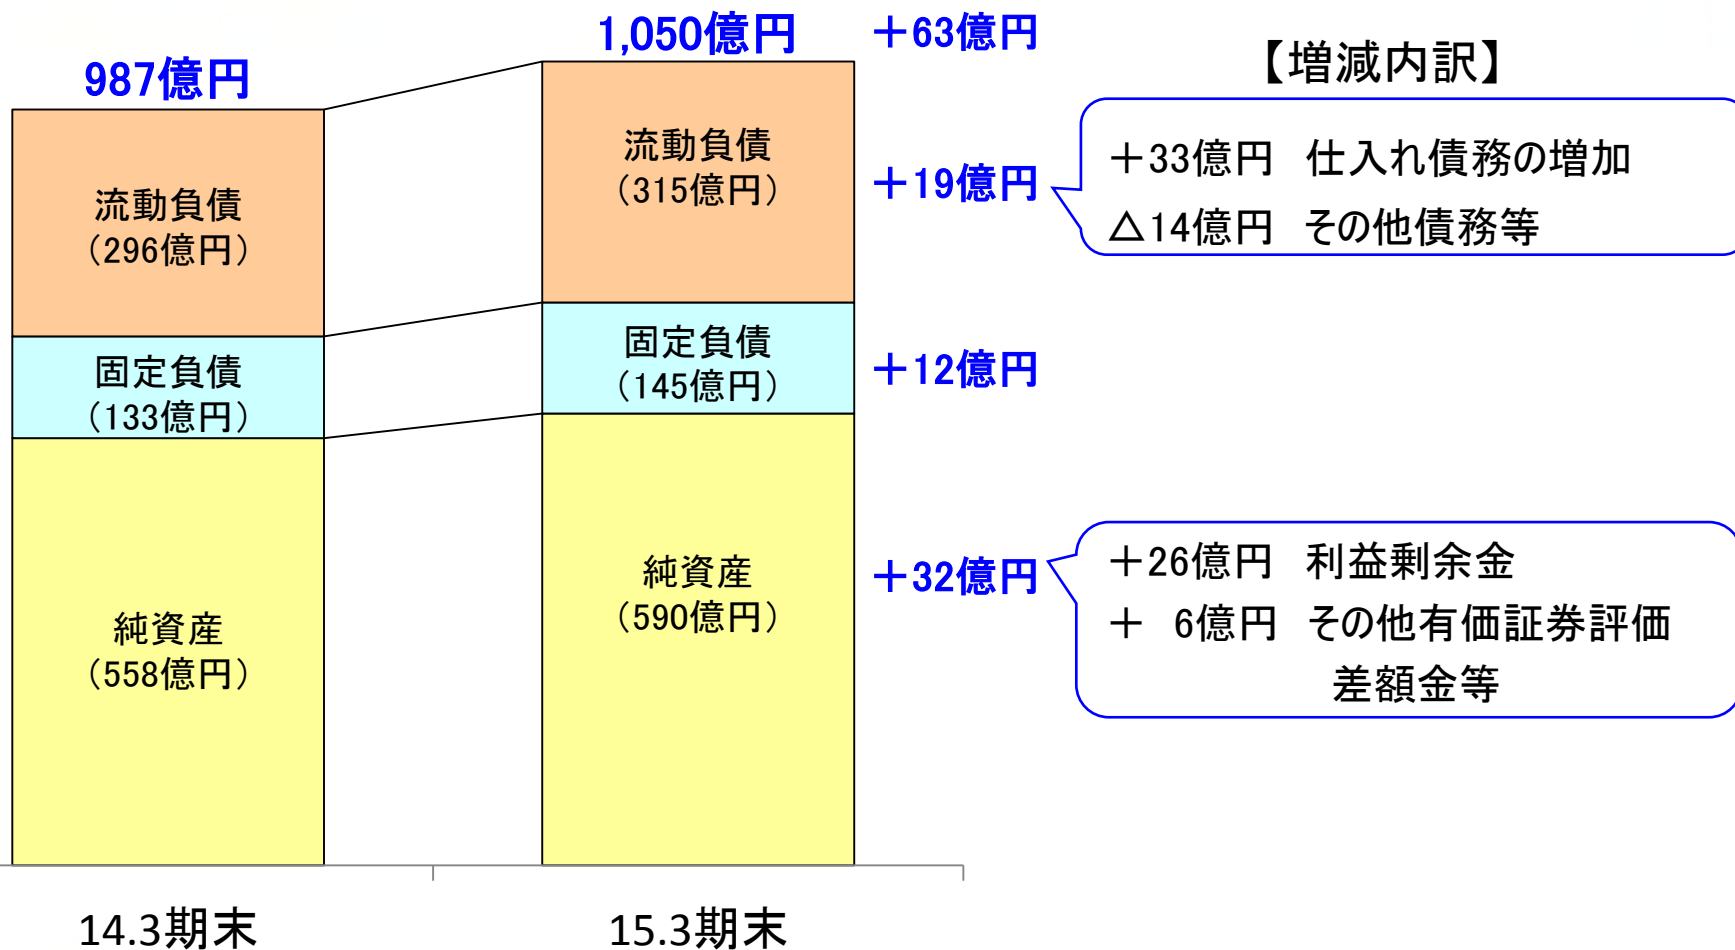 987億円
流動負債
（296億円）
固定負債
（133億円）
純資産
（558億円）
14.3期末
1,050億円
流動負債
（315億円）
固定負債
（145億円）
純資産
（590億円）
15.3期末
＋63億円
＋19億円
＋12億円
＋32億円
【増減内訳】
＋33億円 仕入れ債務の増加
△14億円 その他債務等
＋26億円 利益剰余金
＋ 6億円 その他有価証券評価
差額金等